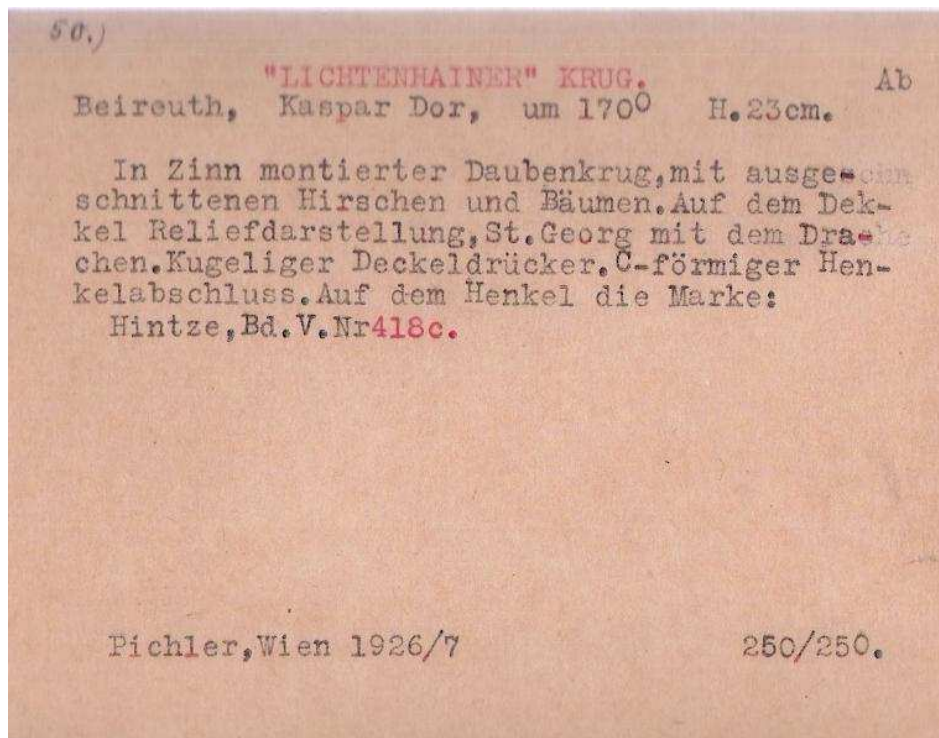 50.)
"LICHTENHAINER" KRUG. Ab
Beireuth, Kaspar Dor, um 1700 H.23cm.
In Zinn montierter Daubenkrug,mit ausge-
schnittenen Hirschen und Bäumen.Auf dem Dek-
kel Reliefdarstellung,St.Georg mit dem Dra-
chen.Kugeliger Deckeldrücker.C-förmiger Hen-
kelabschluss.Auf dem Henkel die Marke:
Hintze,Bd.V.Nr418c.
Pichler,Wien 1926/7 250/250.